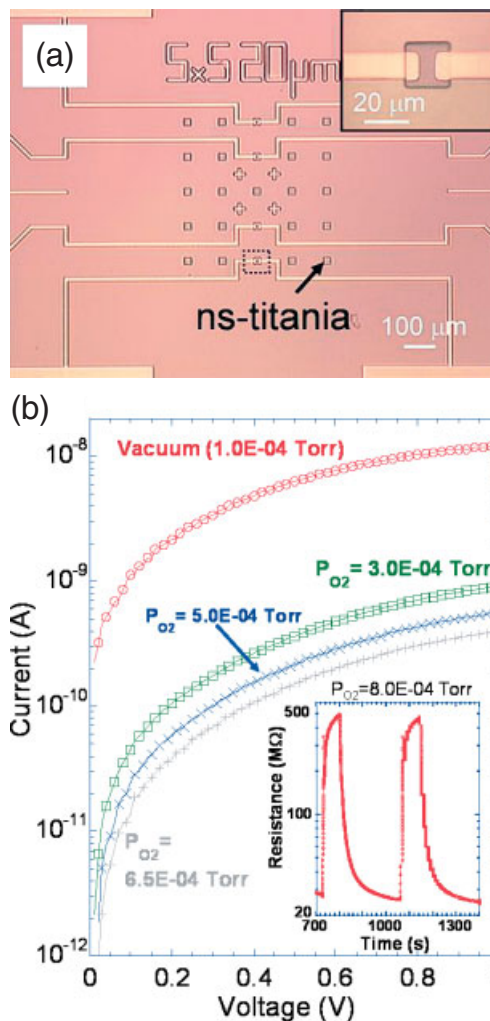 (a)
5x5 20μm
20 μm
ns-titania
100 μm
(b)
10⁻⁸
10⁻⁹
10⁻¹⁰
10⁻¹¹
10⁻¹²
Current (A)
Vacuum (1.0E-04 Torr)
P_O2 = 3.0E-04 Torr
P_O2 = 5.0E-04 Torr
P_O2 =
6.5E-04 Torr
P_O2=8.0E-04 Torr
500
100
20
Resistance (MΩ)
700 1000 1300
Time (s)
0 0.2 0.4 0.6 0.8
Voltage (V)